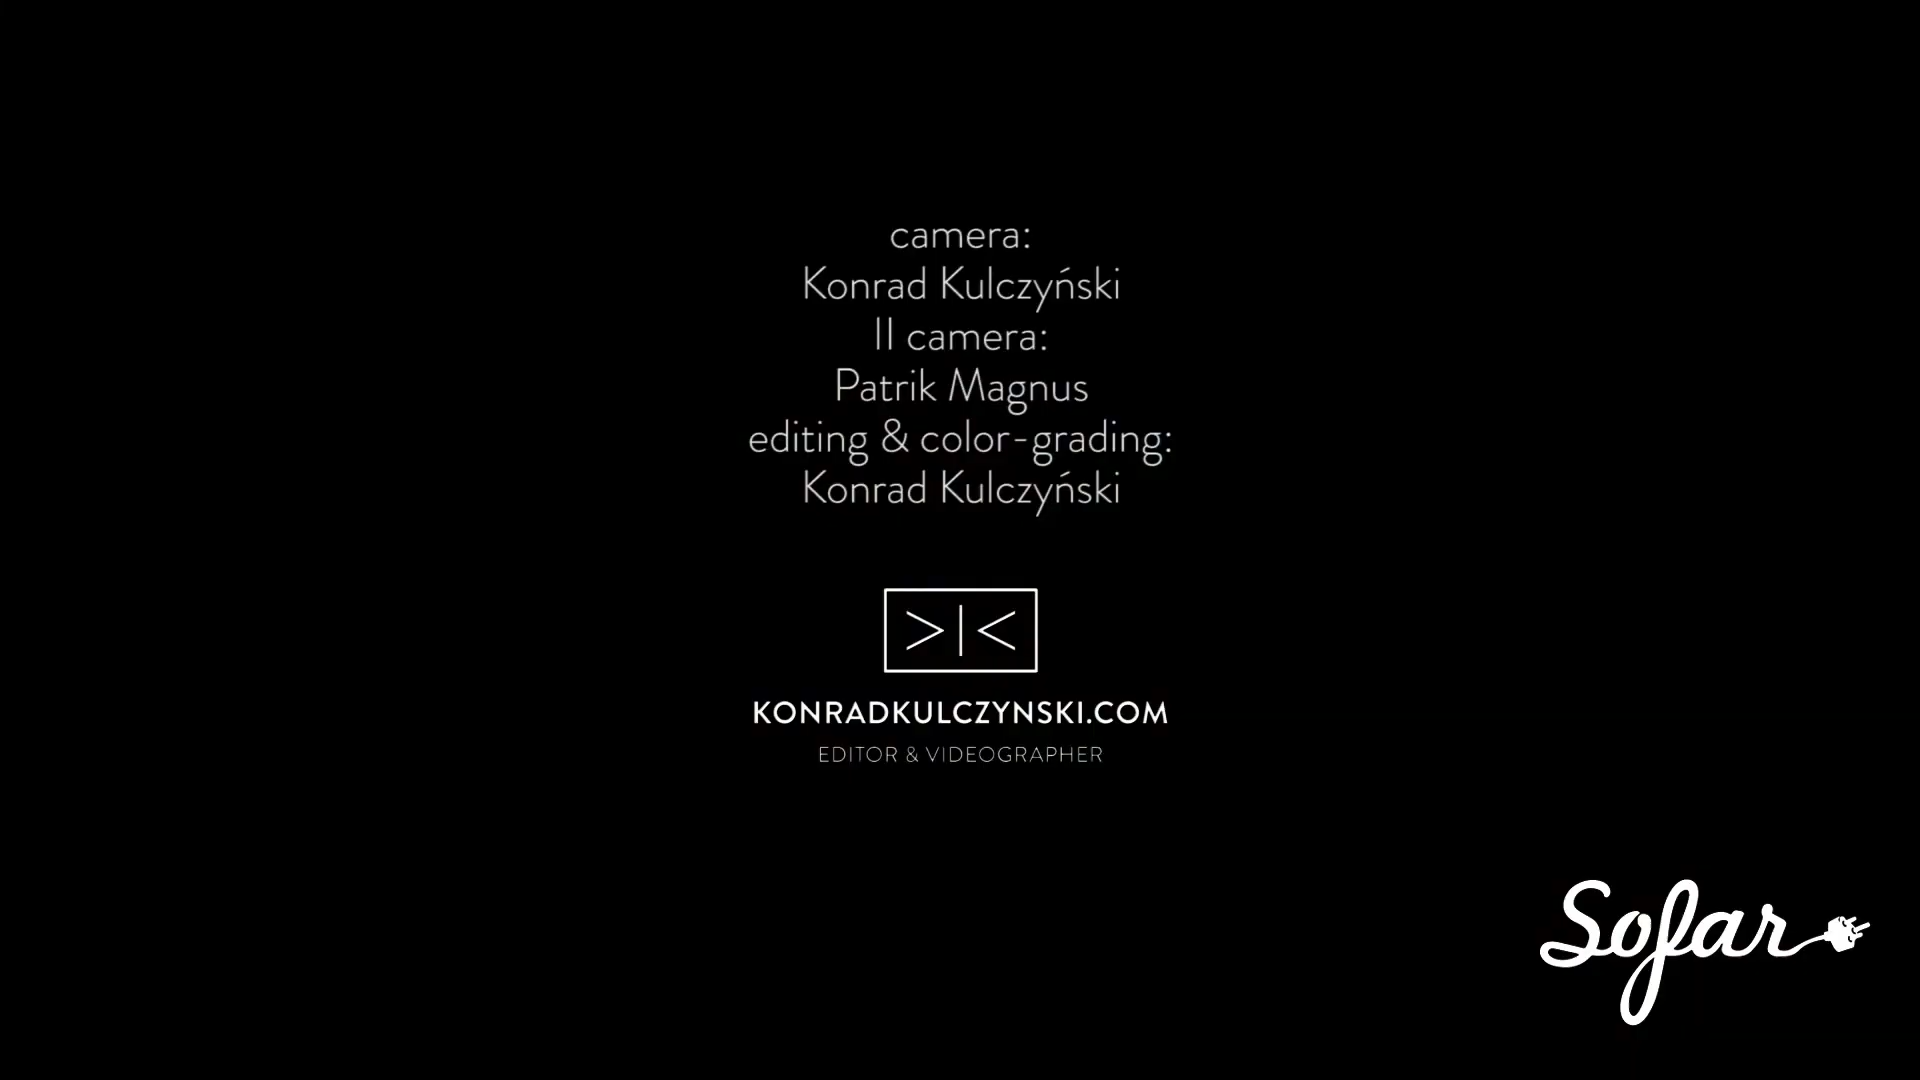 camera:
Konrad Kulczyński
II camera:
Patrik Magnus
editing & color-grading:
Konrad Kulczyński
KONRADKULCZYNSKI.COM
EDITOR & VIDEOGRAPHER
Sofar